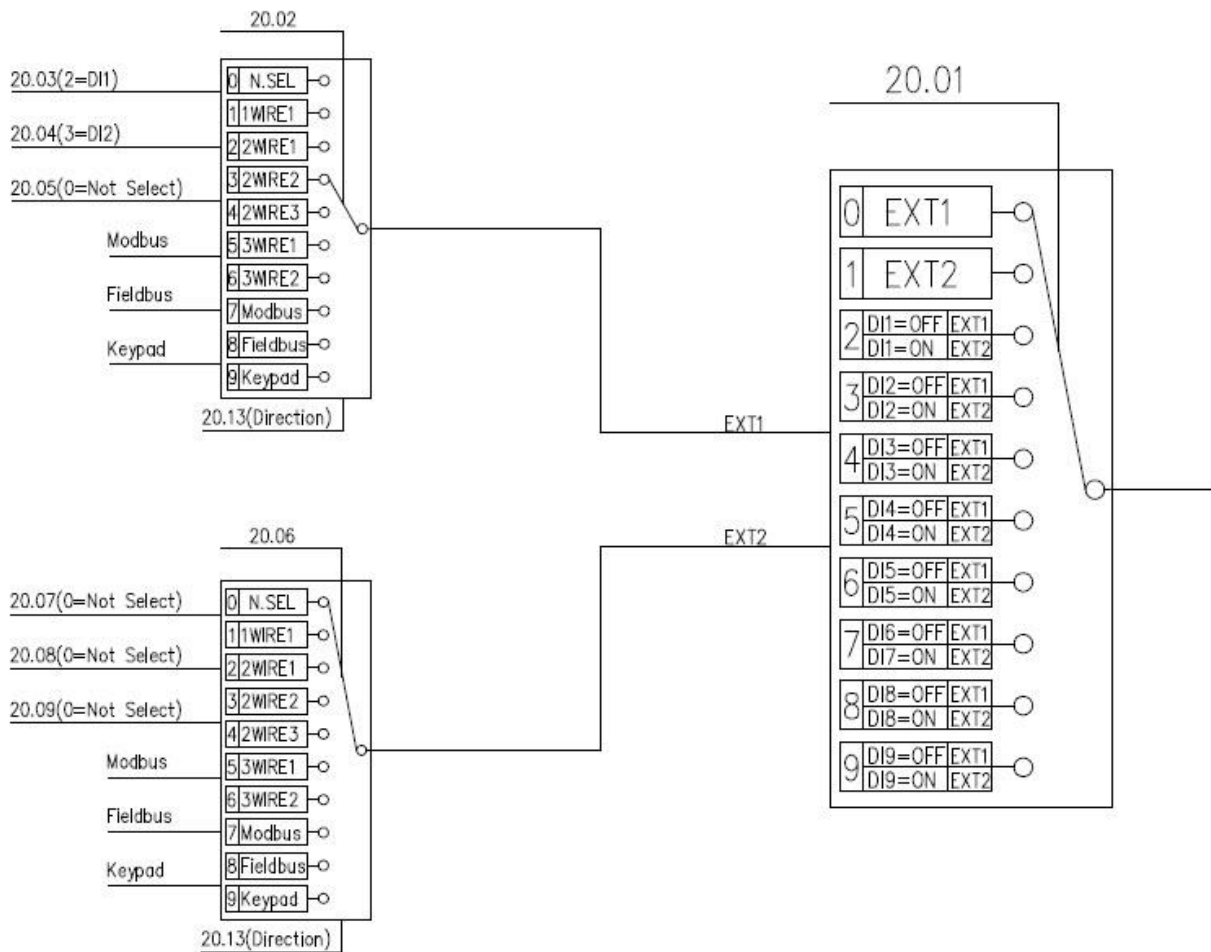 20.02
20.03(2=DI1)
20.04(3=DI2)
20.05(0=Not Select)
Modbus
Fieldbus
Keypad
0 N.SEL
1 1WIRE1
2 2WIRE1
3 2WIRE2
4 2WIRE3
5 3WIRE1
6 3WIRE2
7 Modbus
8 Fieldbus
9 Keypad
20.13(Direction)
EXT1
20.06
20.07(0=Not Select)
20.08(0=Not Select)
20.09(0=Not Select)
Modbus
Fieldbus
Keypad
0 N.SEL
1 1WIRE1
2 2WIRE1
3 2WIRE2
4 2WIRE3
5 3WIRE1
6 3WIRE2
7 Modbus
8 Fieldbus
9 Keypad
20.13(Direction)
EXT2
20.01
0 EXT1
1 EXT2
2 DI1=OFF EXT1
DI1=ON EXT2
3 DI2=OFF EXT1
DI2=ON EXT2
4 DI3=OFF EXT1
DI3=ON EXT2
5 DI4=OFF EXT1
DI4=ON EXT2
6 DI5=OFF EXT1
DI5=ON EXT2
7 DI6=OFF EXT1
DI7=ON EXT2
8 DI8=OFF EXT1
DI8=ON EXT2
9 DI9=OFF EXT1
DI9=ON EXT2